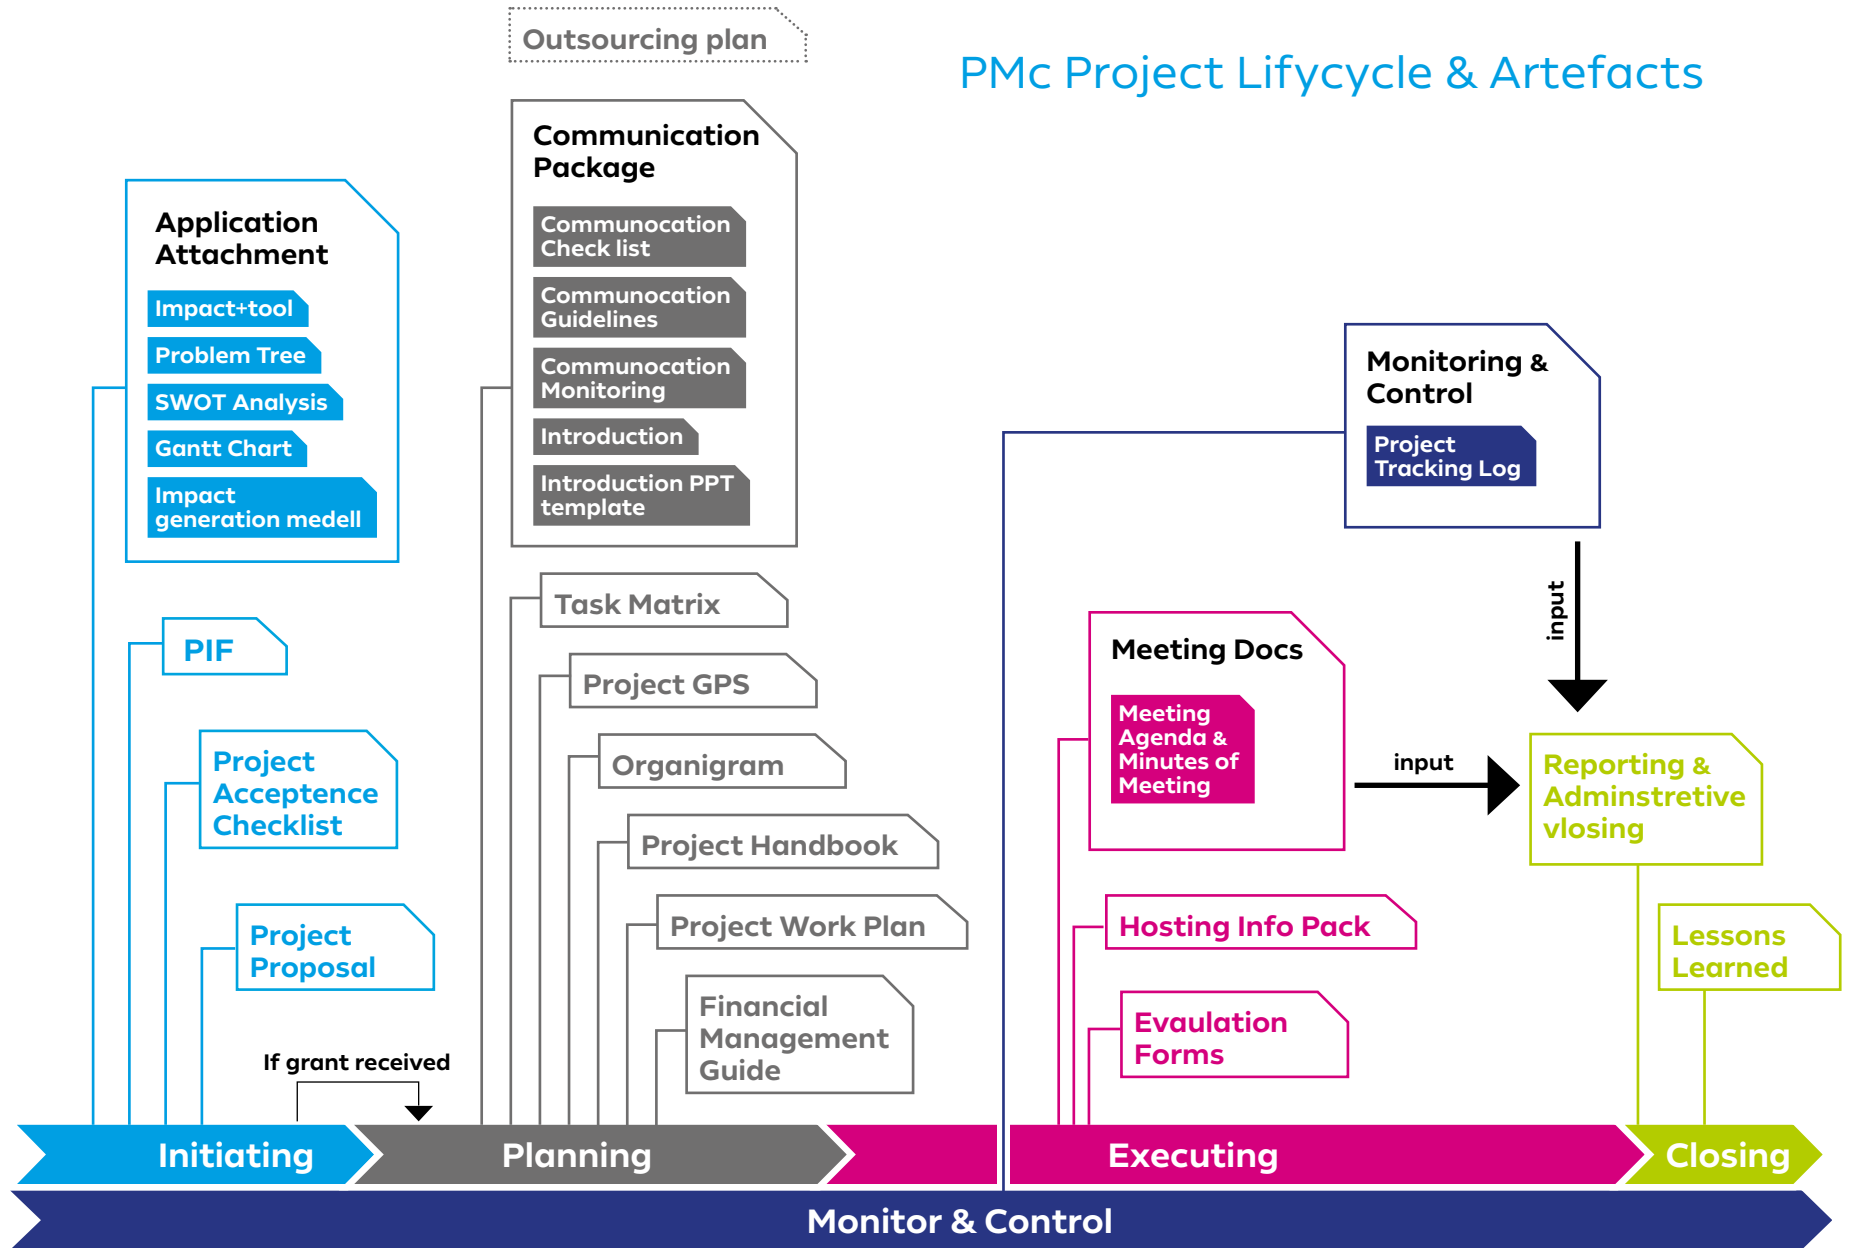 Outsourcing plan
PMc Project Lifycycle & Artefacts
Application
Attachment
Impact+tool
Problem Tree
SWOT Analysis
Gantt Chart
Impact
generation medell
PIF
Project
Acceptence
Checklist
Project
Proposal
If grant received
Communication
Package
Communocation
Check list
Communocation
Guidelines
Communocation
Monitoring
Introduction
Introduction PPT
template
Task Matrix
Project GPS
Organigram
Project Handbook
Project Work Plan
Financial
Management
Guide
Monitoring &
Control
Project
Tracking Log
input
Meeting Docs
Meeting
Agenda &
Minutes of
Meeting
input
Hosting Info Pack
Evaulation
Forms
Reporting &
Adminstretive
vlosing
Lessons
Learned
Initiating
Planning
Executing
Closing
Monitor & Control